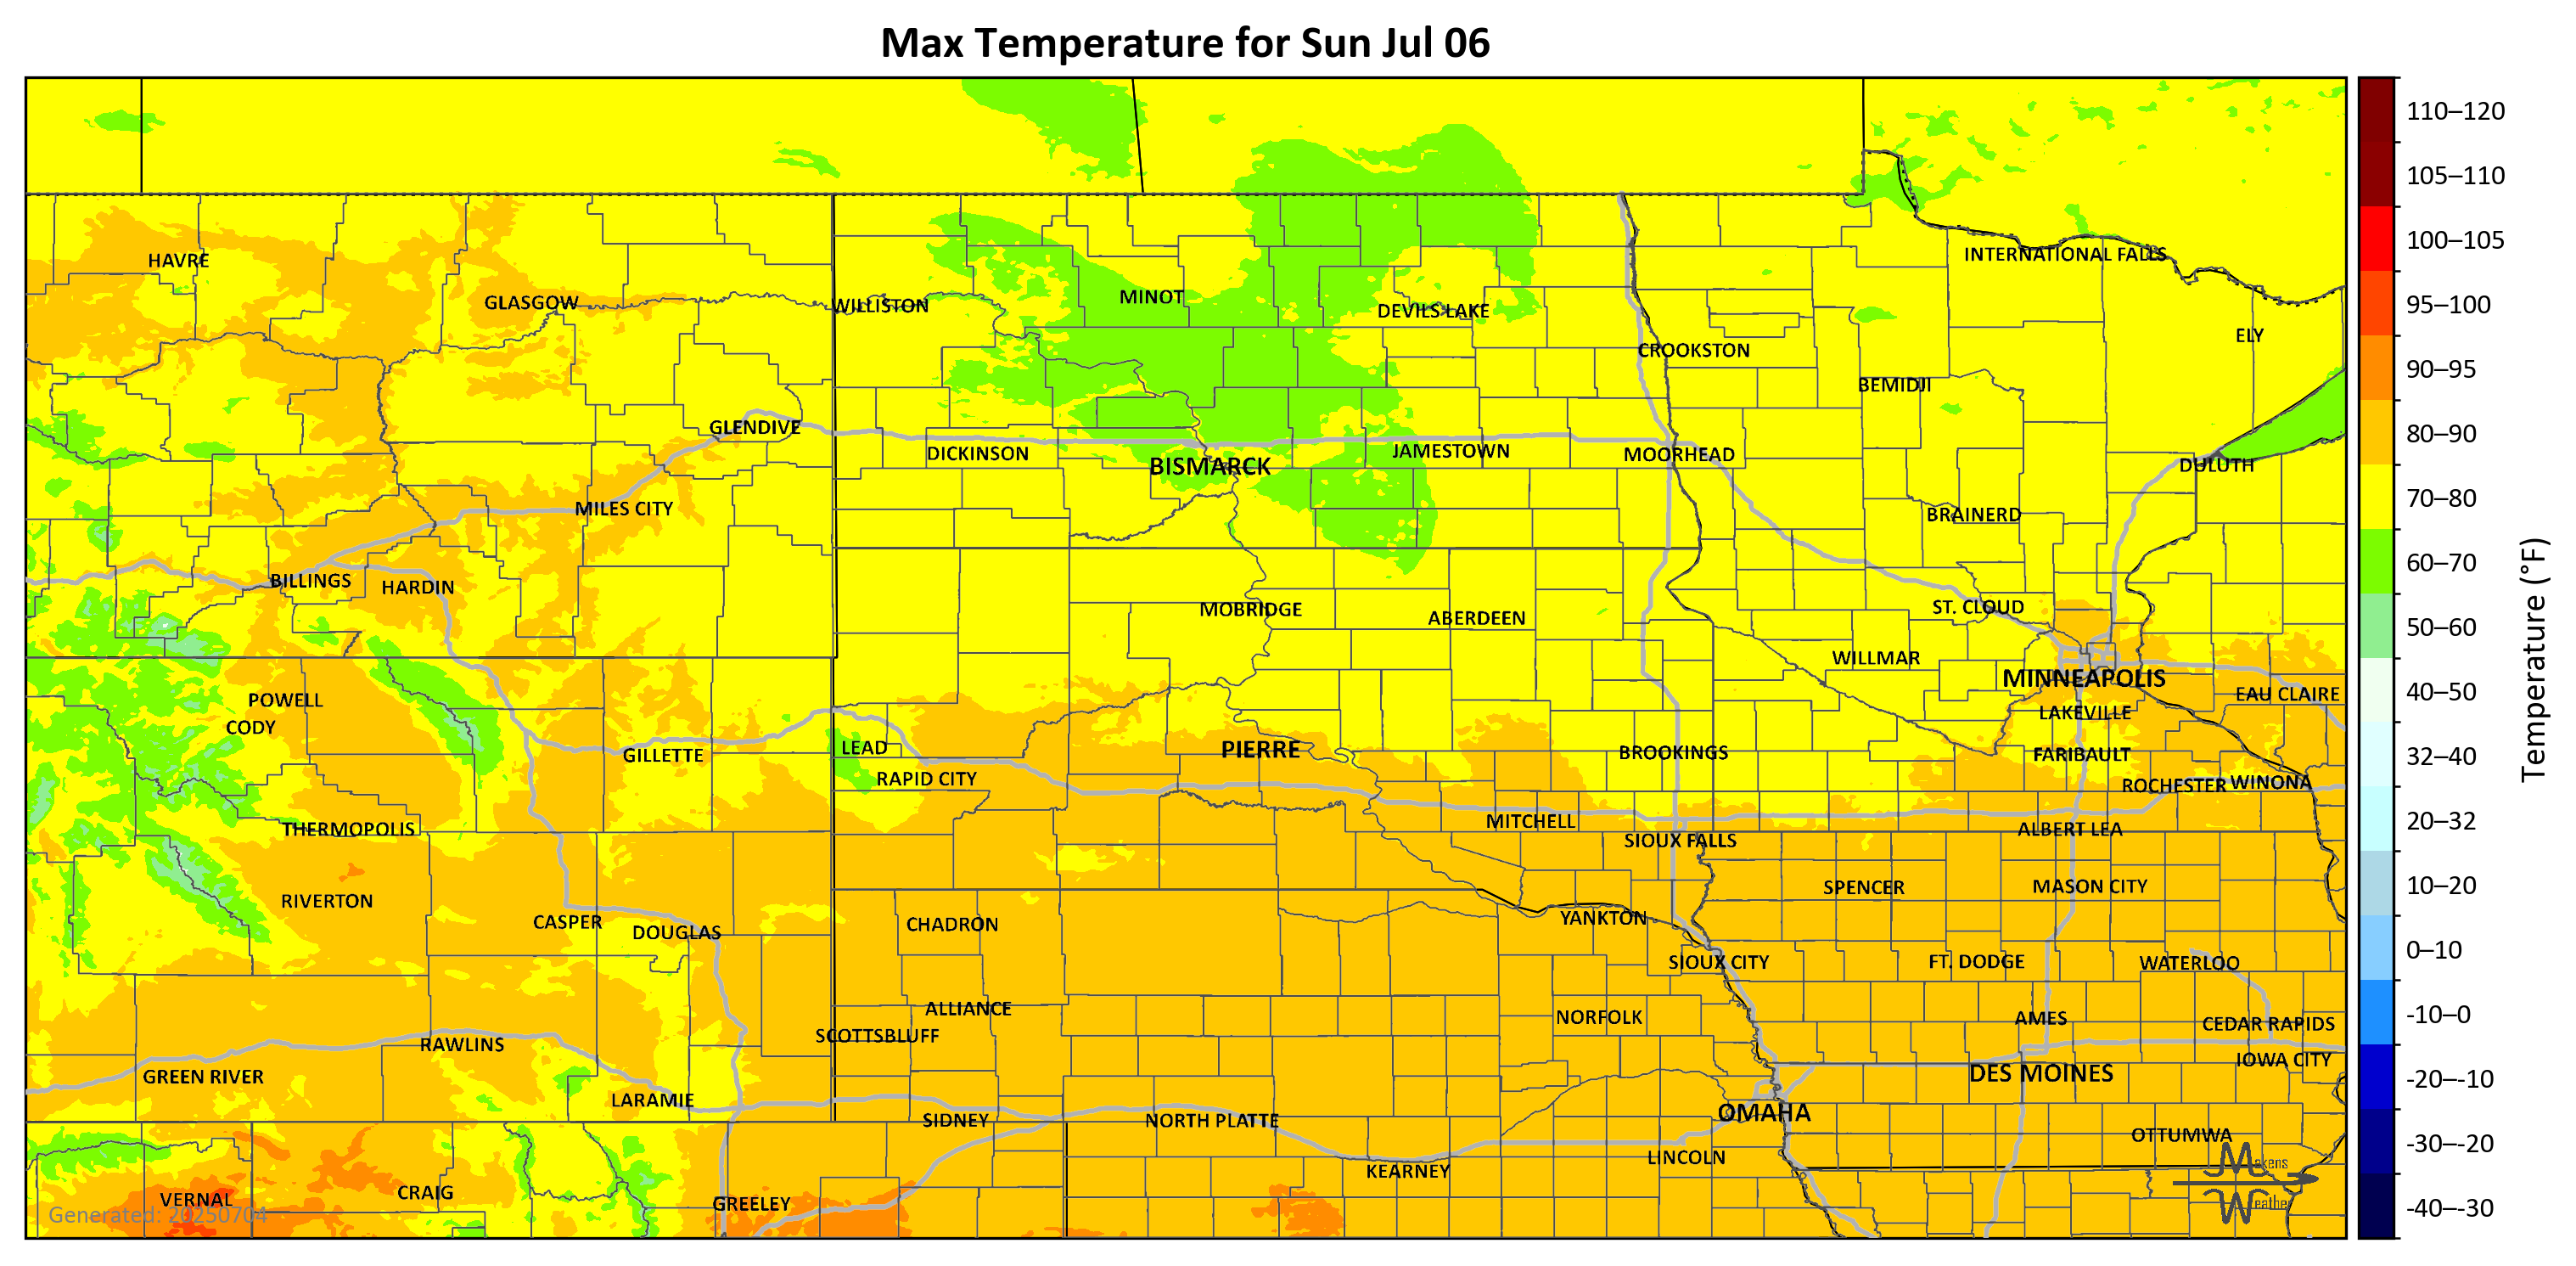 Max Temperature for Sun Jul 06
110–120
105–110
100–105
95–100
90–95
80–90
70–80
60–70
50–60
40–50
32–40
20–32
10–20
0–10
-10–0
-20–-10
-30–-20
-40–-30
Temperature (°F)
HAVRE
INTERNATIONAL FALLS
GLASGOW
WILLISTON
MINOT
DEVILS LAKE
ELY
CROOKSTON
BEMIDJI
GLENDIVE
DICKINSON
BISMARCK
JAMESTOWN
MOORHEAD
DULUTH
MILES CITY
BRAINERD
BILLINGS
HARDIN
MOBRIDGE
ABERDEEN
ST. CLOUD
WILLMAR
MINNEAPOLIS
POWELL
EAU CLAIRE
CODY
LAKEVILLE
GILLETTE
LEAD
PIERRE
BROOKINGS
FARIBAULT
RAPID CITY
ROCHESTER
WINONA
THERMOPOLIS
MITCHELL
SIOUX FALLS
ALBERT LEA
RIVERTON
SPENCER
MASON CITY
CASPER
DOUGLAS
CHADRON
YANKTON
SIOUX CITY
FT. DODGE
WATERLOO
ALLIANCE
NORFOLK
AMES
CEDAR RAPIDS
SCOTTSBLUFF
RAWLINS
IOWA CITY
GREEN RIVER
DES MOINES
LARAMIE
SIDNEY
NORTH PLATTE
OMAHA
OTTUMWA
KEARNEY
LINCOLN
VERNAL
CRAIG
GREELEY
Generated: 20250704
Makens
Weather